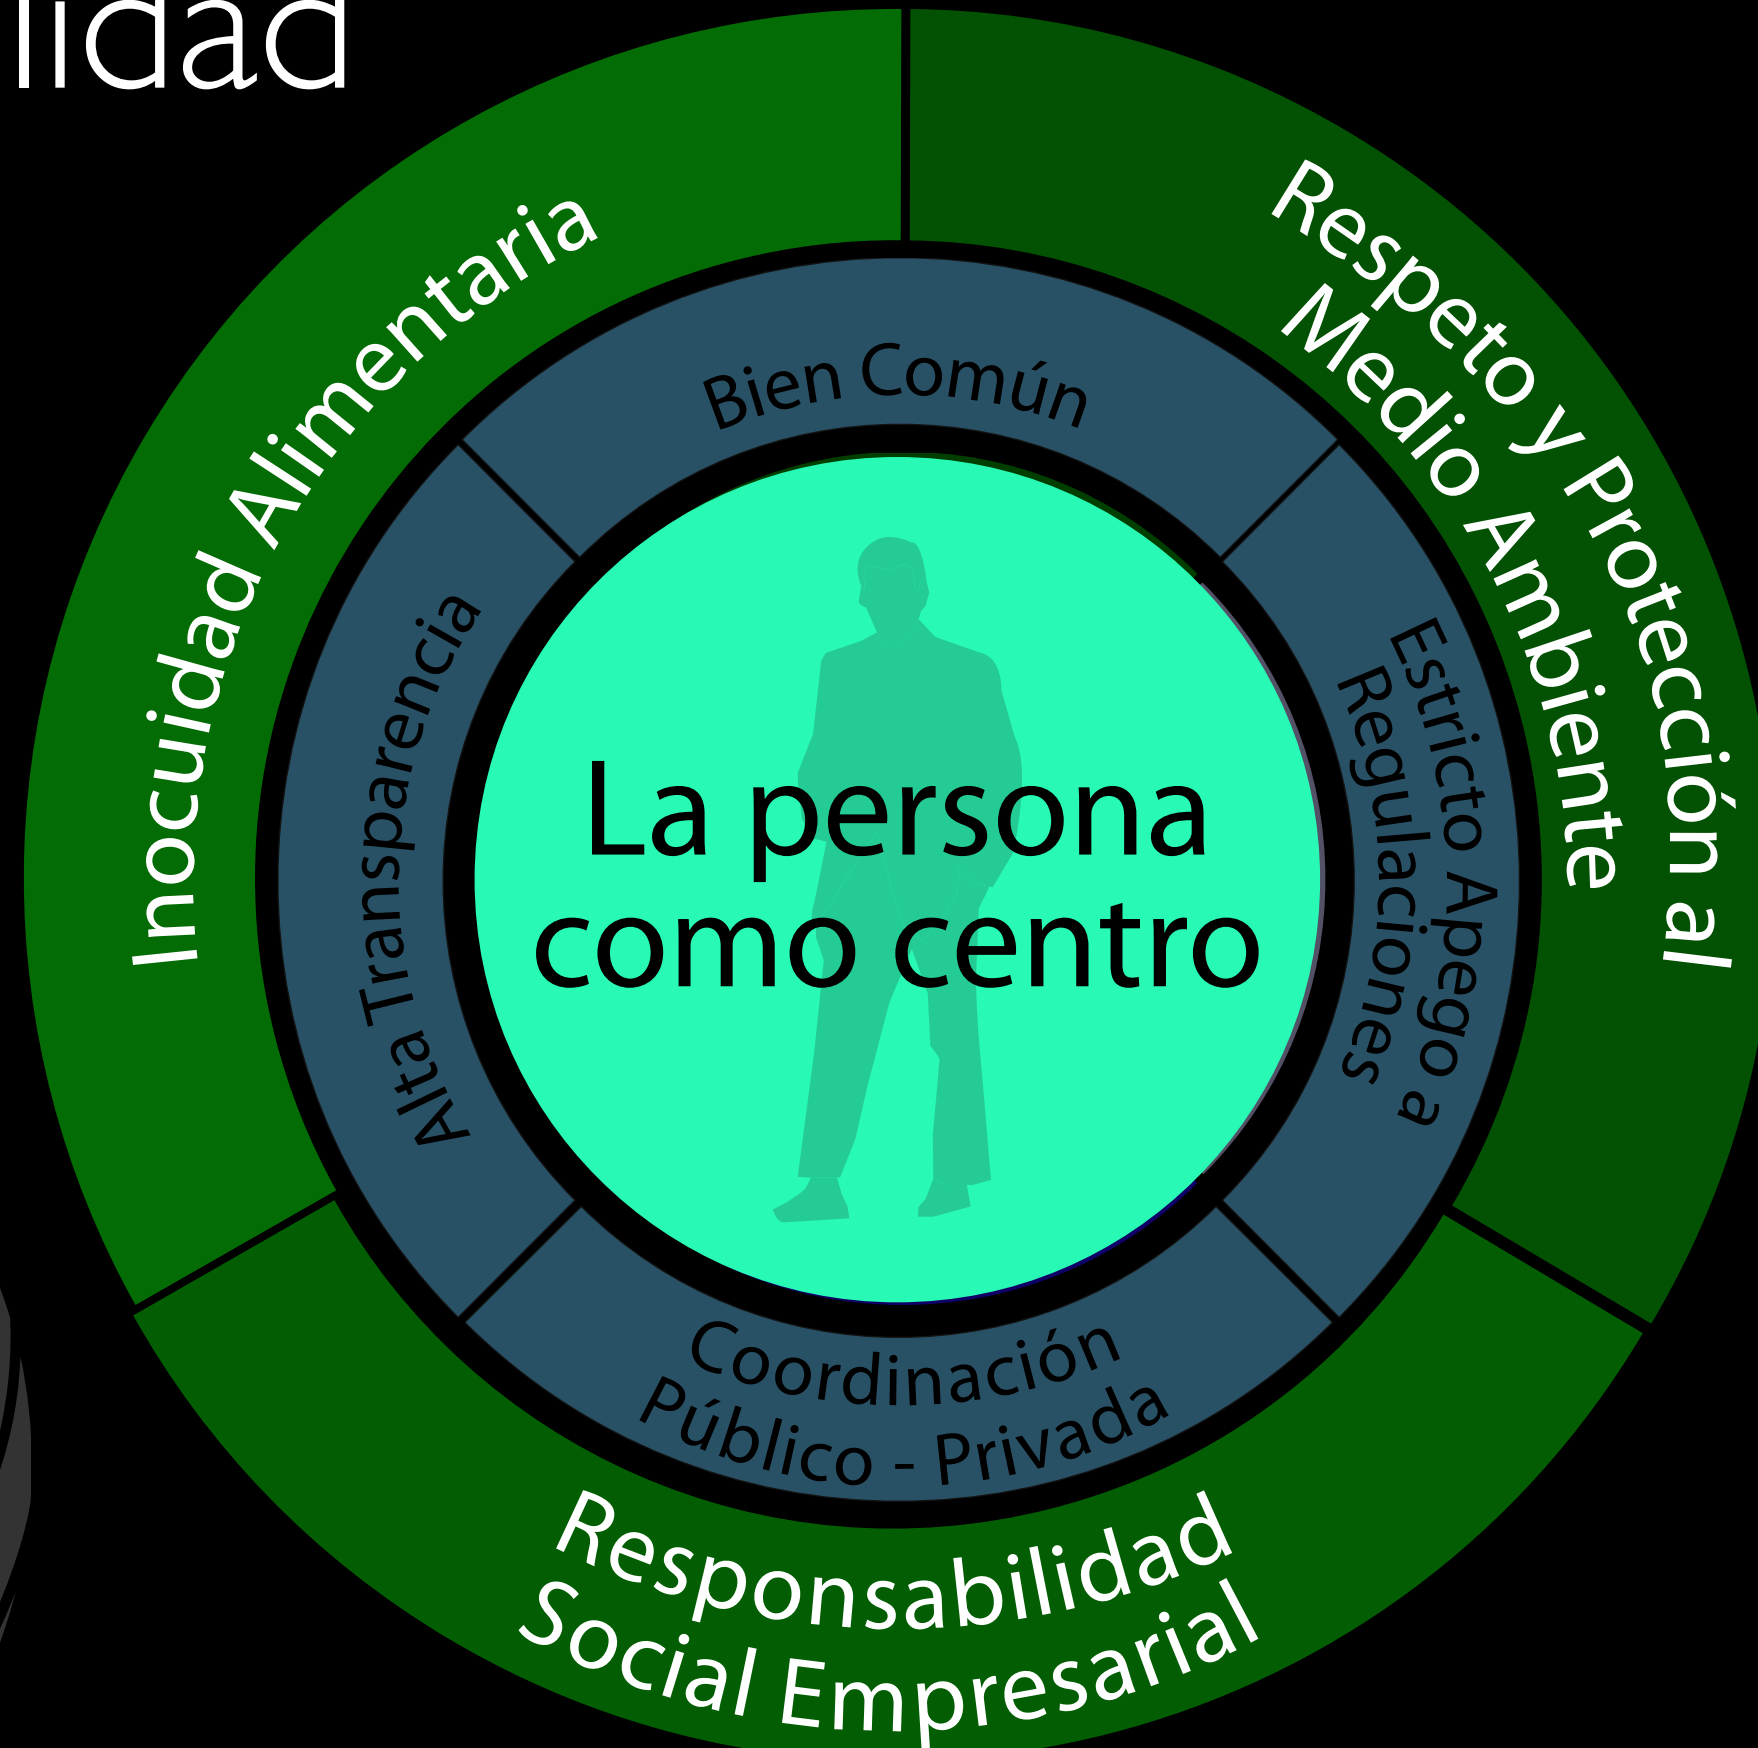 lidad
Inocuidad Alimentaria
Respeto y Protección al
Medio Ambiente
Bien Común
Alta Transparencia
Estricto Apego a
Regulaciones
La persona
como centro
Coordinación
Público - Privada
Responsabilidad
Social Empresarial